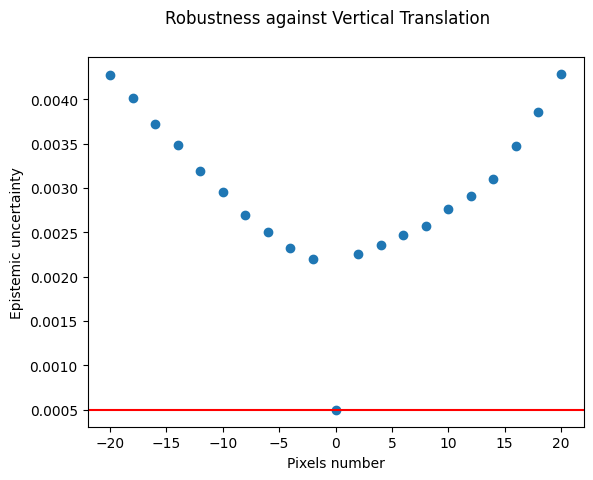 Robustness against Vertical Translation
Epistemic uncertainty
0.0040
0.0035
0.0030
0.0025
0.0020
0.0015
0.0010
0.0005
−20 −15 −10 −5 0 5 10 15 20
Pixels number